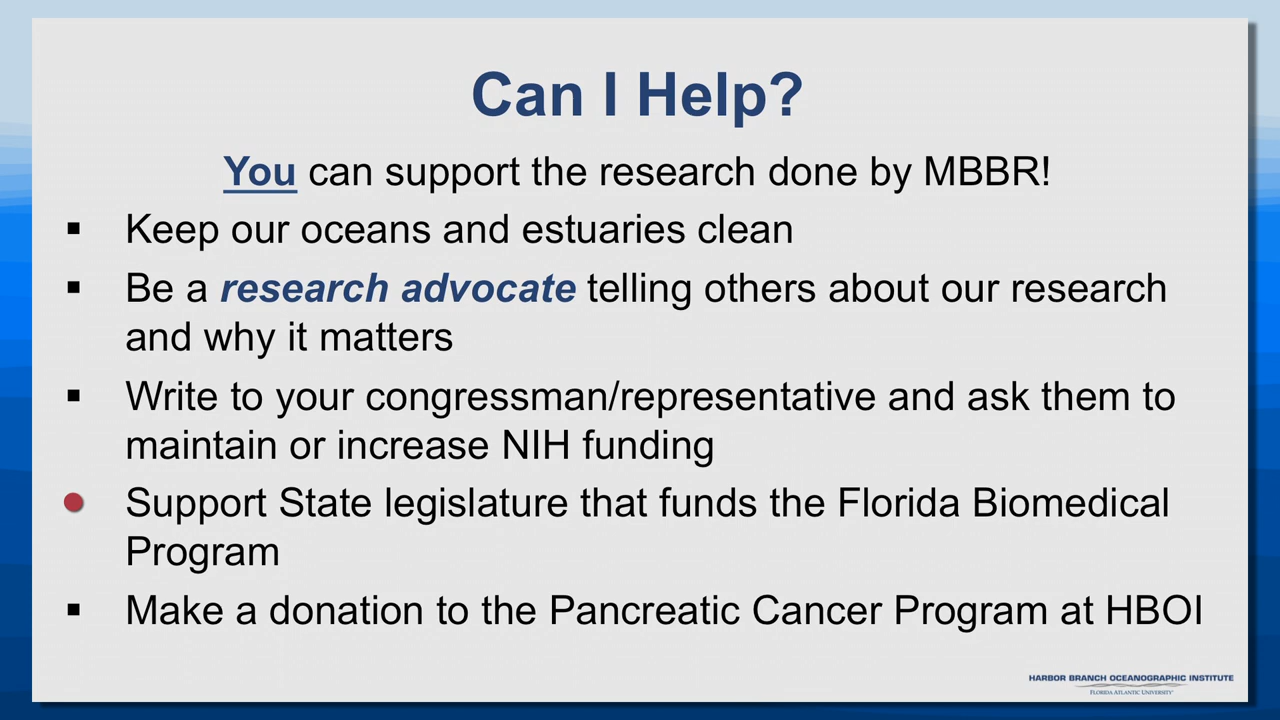 Can I Help?
You can support the research done by MBBR!
▪ Keep our oceans and estuaries clean
▪ Be a research advocate telling others about our research
and why it matters
▪ Write to your congressman/representative and ask them to
maintain or increase NIH funding
Support State legislature that funds the Florida Biomedical
Program
▪ Make a donation to the Pancreatic Cancer Program at HBOI
HARBOR BRANCH OCEANOGRAPHIC INSTITUTE
FLORIDA ATLANTIC UNIVERSITY